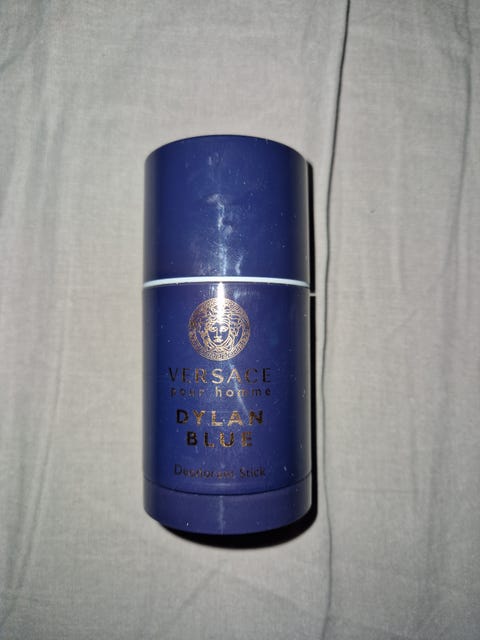 VERSACE
pour homme
DYLAN
BLUE
Deodorant Stick